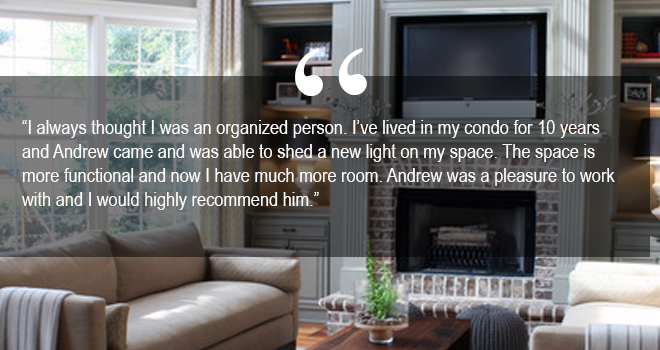 “I always thought I was an organized person. I’ve lived in my condo for 10 years
and Andrew came and was able to shed a new light on my space. The space is
more functional and now I have much more room. Andrew was a pleasure to work
with and I would highly recommend him.”